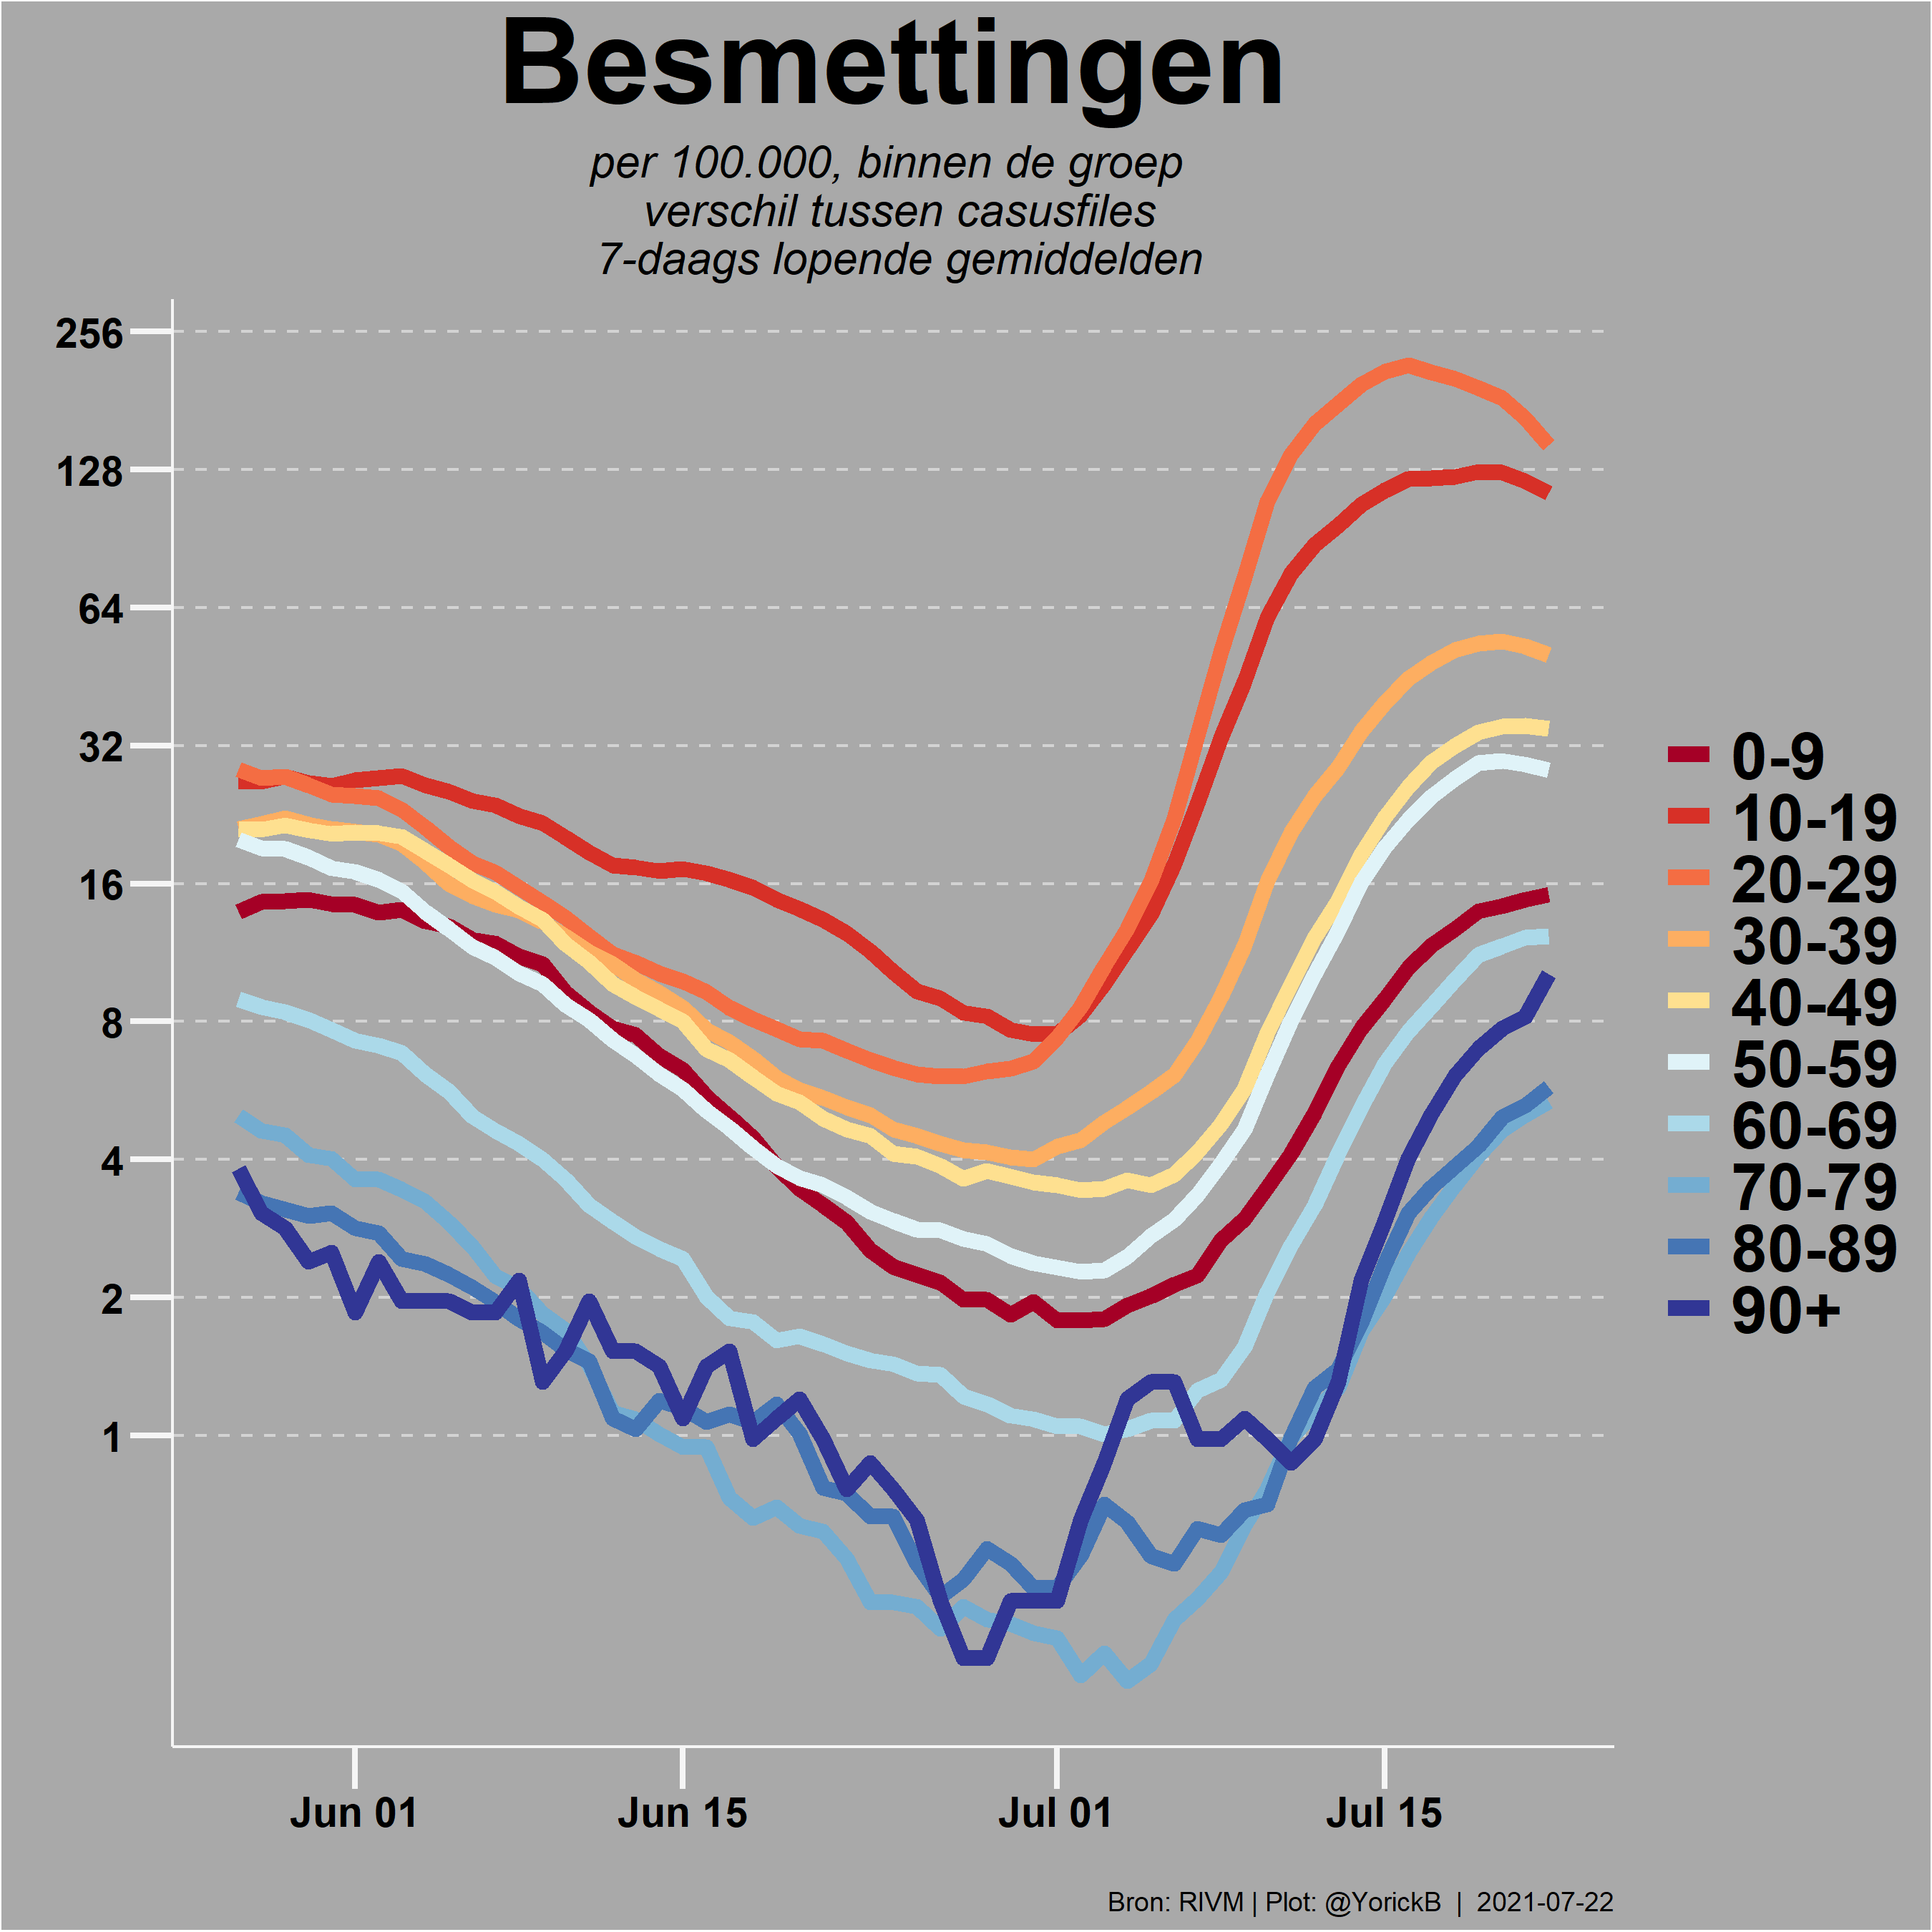 Besmettingen
per 100.000, binnen de groep
verschil tussen casusfiles
7-daags lopende gemiddelden
256
128
64
32
16
8
4
2
1
0-9
10-19
20-29
30-39
40-49
50-59
60-69
70-79
80-89
90+
Jun 01
Jun 15
Jul 01
Jul 15
Bron: RIVM | Plot: @YorickB | 2021-07-22